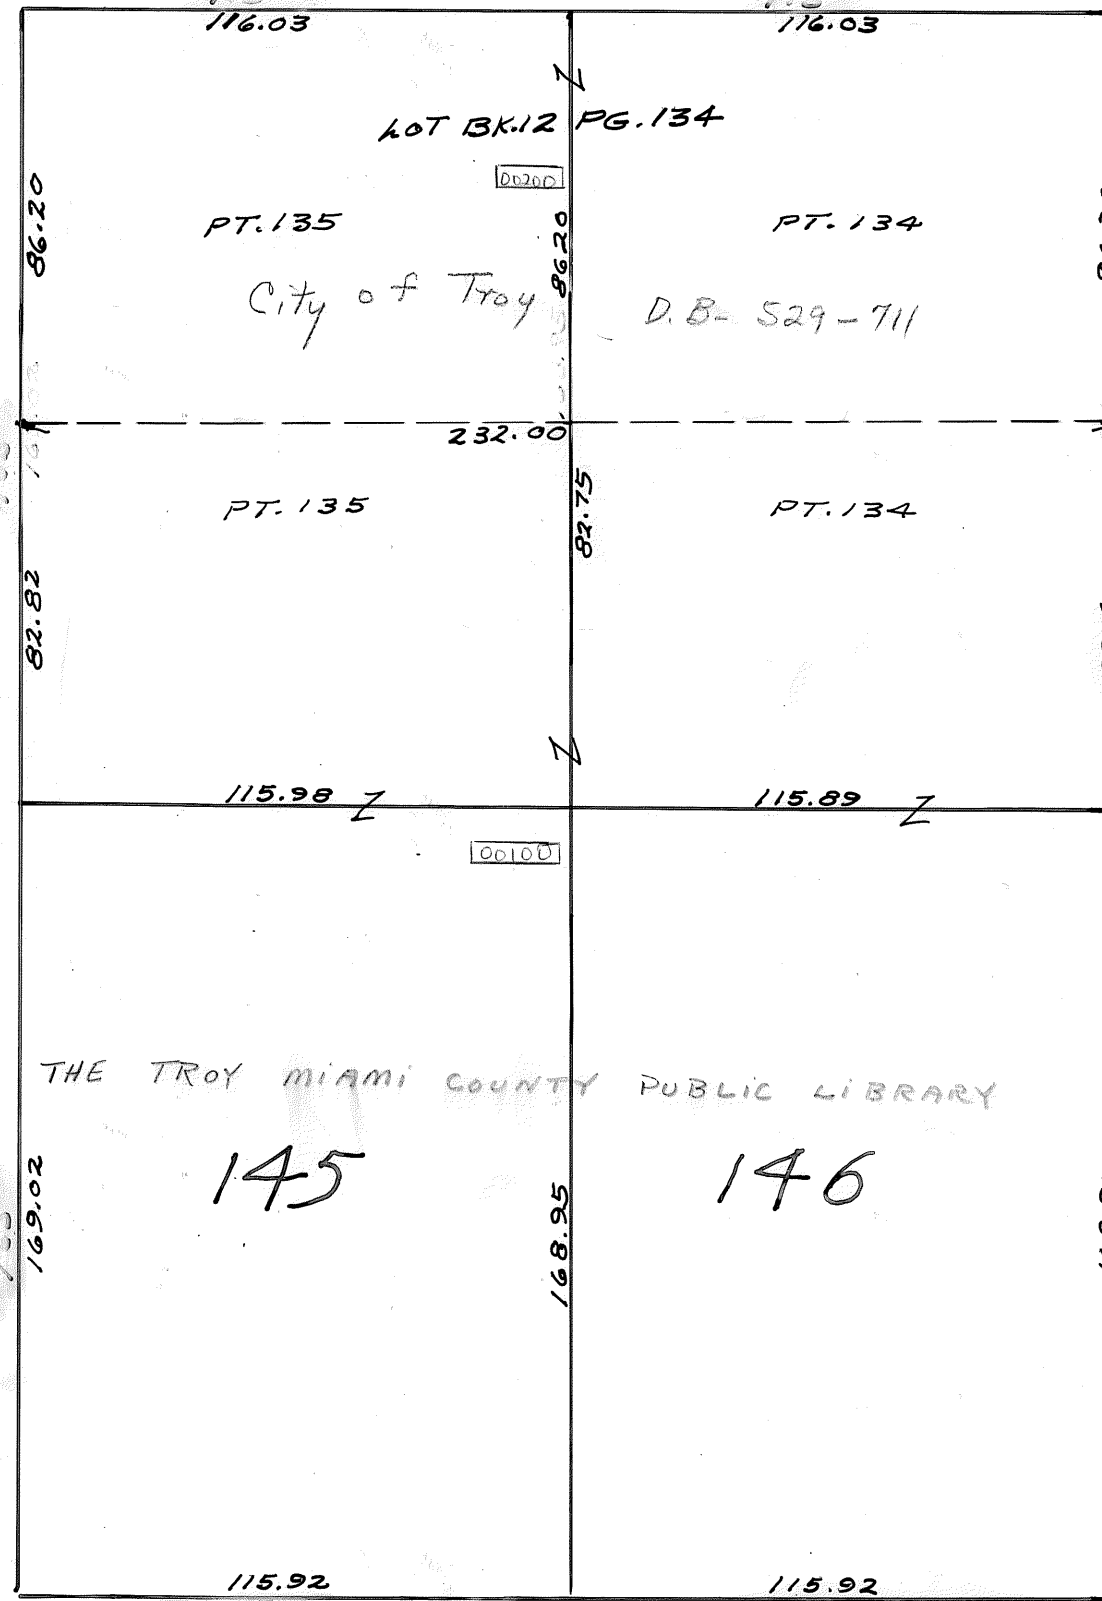 116.03 116.03
LOT BK.12 PG.134
00200
86.20
PT.135
8620
PT. 134
City of Troy
D.B- 529-711
232.00
PT. 135
82.75
PT. 134
82.82
115.98 Z
115.89 Z
00100
THE TROY MIAMI COUNTY PUBLIC LIBRARY
145
146
169.02
168.95
115.92
115.92